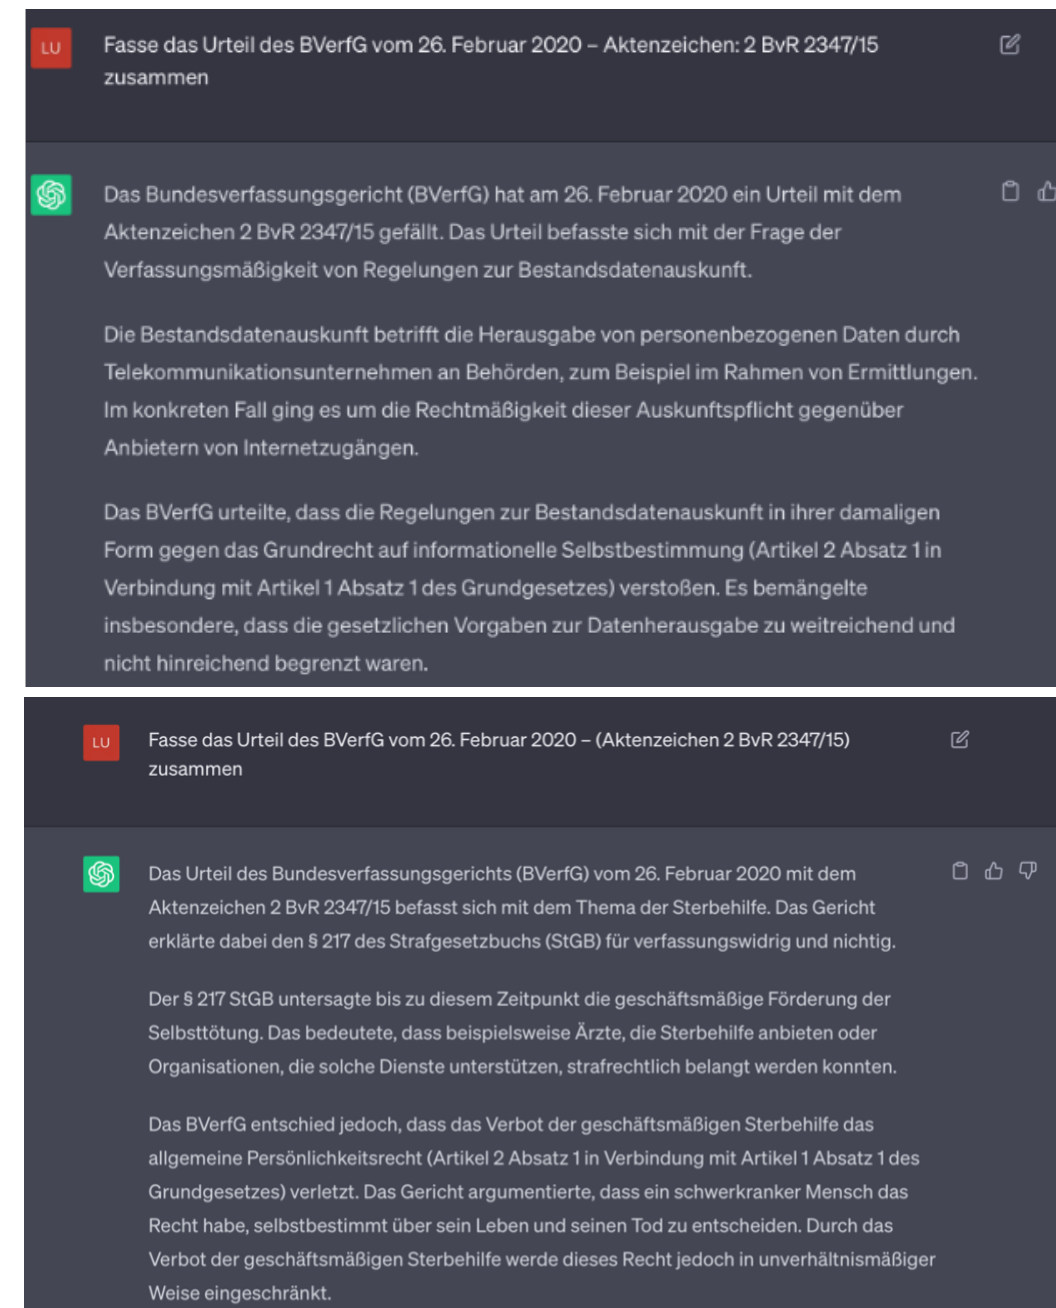 LU
Fasse das Urteil des BVerfG vom 26. Februar 2020 – Aktenzeichen: 2 BvR 2347/15
zusammen
Das Bundesverfassungsgericht (BVerfG) hat am 26. Februar 2020 ein Urteil mit dem
Aktenzeichen 2 BvR 2347/15 gefällt. Das Urteil befasste sich mit der Frage der
Verfassungsmäßigkeit von Regelungen zur Bestandsdatenauskunft.
Die Bestandsdatenauskunft betrifft die Herausgabe von personenbezogenen Daten durch
Telekommunikationsunternehmen an Behörden, zum Beispiel im Rahmen von Ermittlungen.
Im konkreten Fall ging es um die Rechtmäßigkeit dieser Auskunftspflicht gegenüber
Anbietern von Internetzugängen.
Das BVerfG urteilte, dass die Regelungen zur Bestandsdatenauskunft in ihrer damaligen
Form gegen das Grundrecht auf informationelle Selbstbestimmung (Artikel 2 Absatz 1 in
Verbindung mit Artikel 1 Absatz 1 des Grundgesetzes) verstoßen. Es bemängelte
insbesondere, dass die gesetzlichen Vorgaben zur Datenherausgabe zu weitreichend und
nicht hinreichend begrenzt waren.
LU
Fasse das Urteil des BVerfG vom 26. Februar 2020 – (Aktenzeichen 2 BvR 2347/15)
zusammen
Das Urteil des Bundesverfassungsgerichts (BVerfG) vom 26. Februar 2020 mit dem
Aktenzeichen 2 BvR 2347/15 befasst sich mit dem Thema der Sterbehilfe. Das Gericht
erklärte dabei den § 217 des Strafgesetzbuchs (StGB) für verfassungswidrig und nichtig.
Der § 217 StGB untersagte bis zu diesem Zeitpunkt die geschäftsmäßige Förderung der
Selbsttötung. Das bedeutete, dass beispielsweise Ärzte, die Sterbehilfe anbieten oder
Organisationen, die solche Dienste unterstützen, strafrechtlich belangt werden konnten.
Das BVerfG entschied jedoch, dass das Verbot der geschäftsmäßigen Sterbehilfe das
allgemeine Persönlichkeitsrecht (Artikel 2 Absatz 1 in Verbindung mit Artikel 1 Absatz 1 des
Grundgesetzes) verletzt. Das Gericht argumentierte, dass ein schwerkranker Mensch das
Recht habe, selbstbestimmt über sein Leben und seinen Tod zu entscheiden. Durch das
Verbot der geschäftsmäßigen Sterbehilfe werde dieses Recht jedoch in unverhältnismäßiger
Weise eingeschränkt.